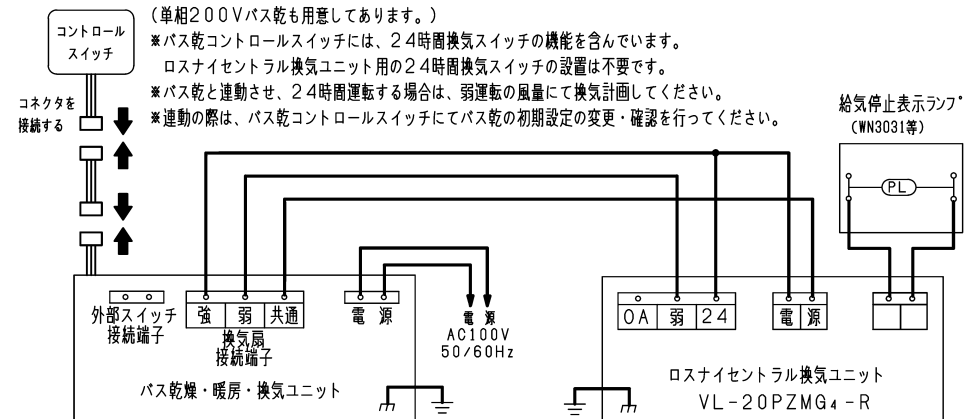 (単相200Vバス乾も用意してあります。)
※バス乾コントロールスイッチには、24時間換気スイッチの機能を含んでいます。
ロスナイセントラル換気ユニット用の24時間換気スイッチの設置は不要です。
※バス乾と連動させ、24時間運転する場合は、弱運転の風量にて換気計画してください。
※連動の際は、バス乾コントロールスイッチにてバス乾の初期設定の変更・確認を行ってください。
コントロール
スイッチ
コネクタを
接続する
給気停止表示ランプ
(WN3031等)
PL
外部スイッチ
接続端子
強 弱 共通
換気扇
接続端子
電 源
電 源
AC100V
50/60Hz
バス乾燥・暖房・換気ユニット
OA 弱 24
電 源
ロスナイセントラル換気ユニット
VL-20PZMG4-R